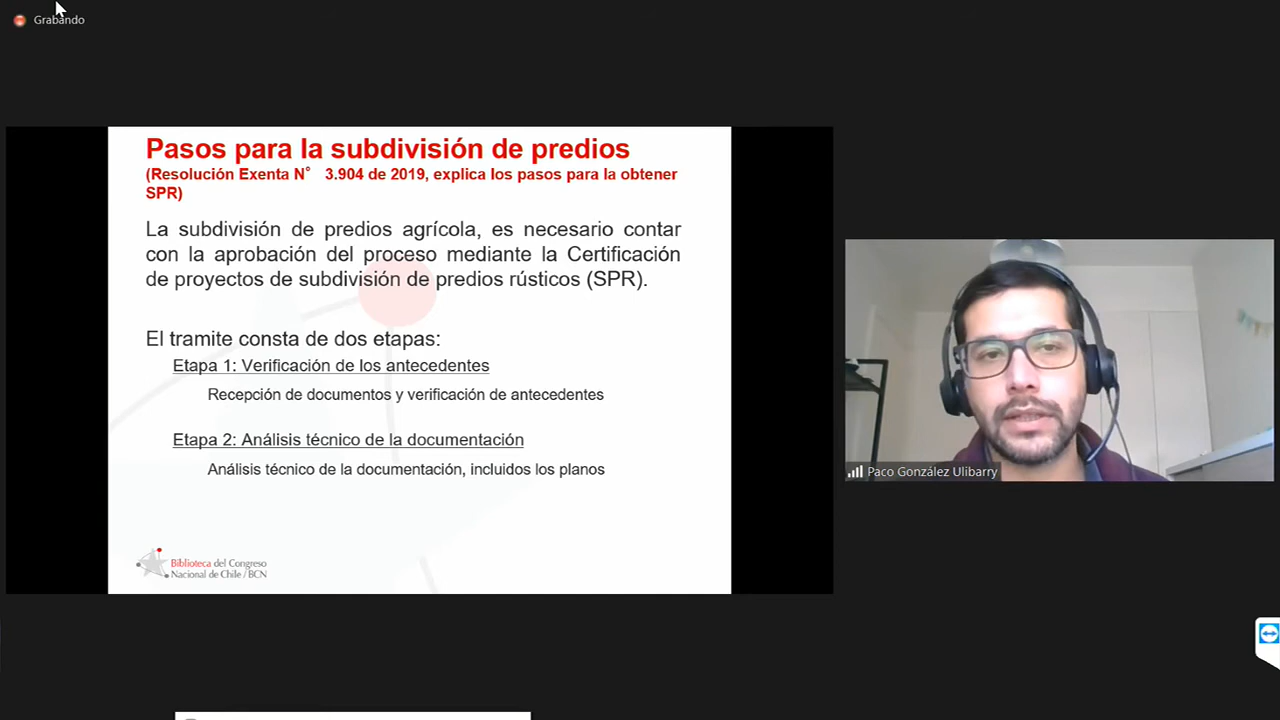 Grabando
Pasos para la subdivisión de predios
(Resolución Exenta N° 3.904 de 2019, explica los pasos para la obtener
SPR)
La subdivisión de predios agrícola, es necesario contar
con la aprobación del proceso mediante la Certificación
de proyectos de subdivisión de predios rústicos (SPR).
El tramite consta de dos etapas:
Etapa 1: Verificación de los antecedentes
Recepción de documentos y verificación de antecedentes
Etapa 2: Análisis técnico de la documentación
Análisis técnico de la documentación, incluidos los planos
Biblioteca del Congreso
Nacional de Chile / BCN
Paco González Ulibarry